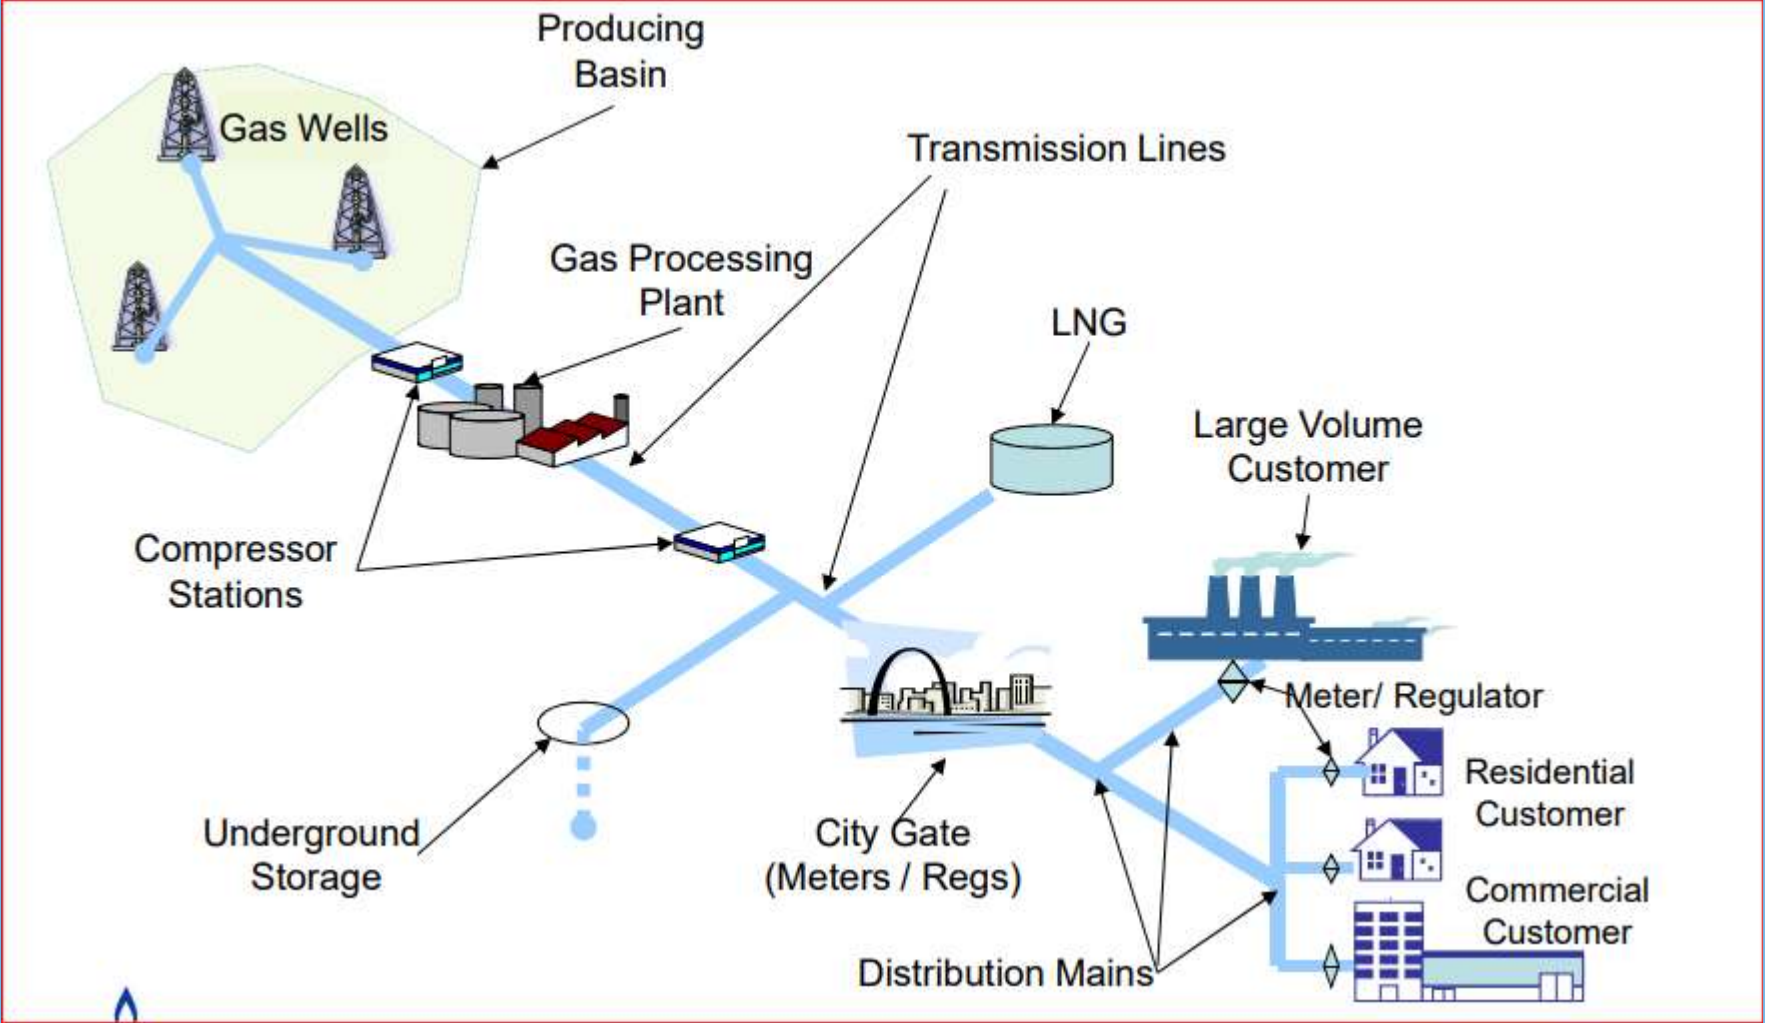 Producing
Basin
Gas Wells
Transmission Lines
Gas Processing
Plant
LNG
Large Volume
Customer
Compressor
Stations
Meter/ Regulator
Residential
Customer
Underground
Storage
City Gate
(Meters / Regs)
Commercial
Customer
Distribution Mains